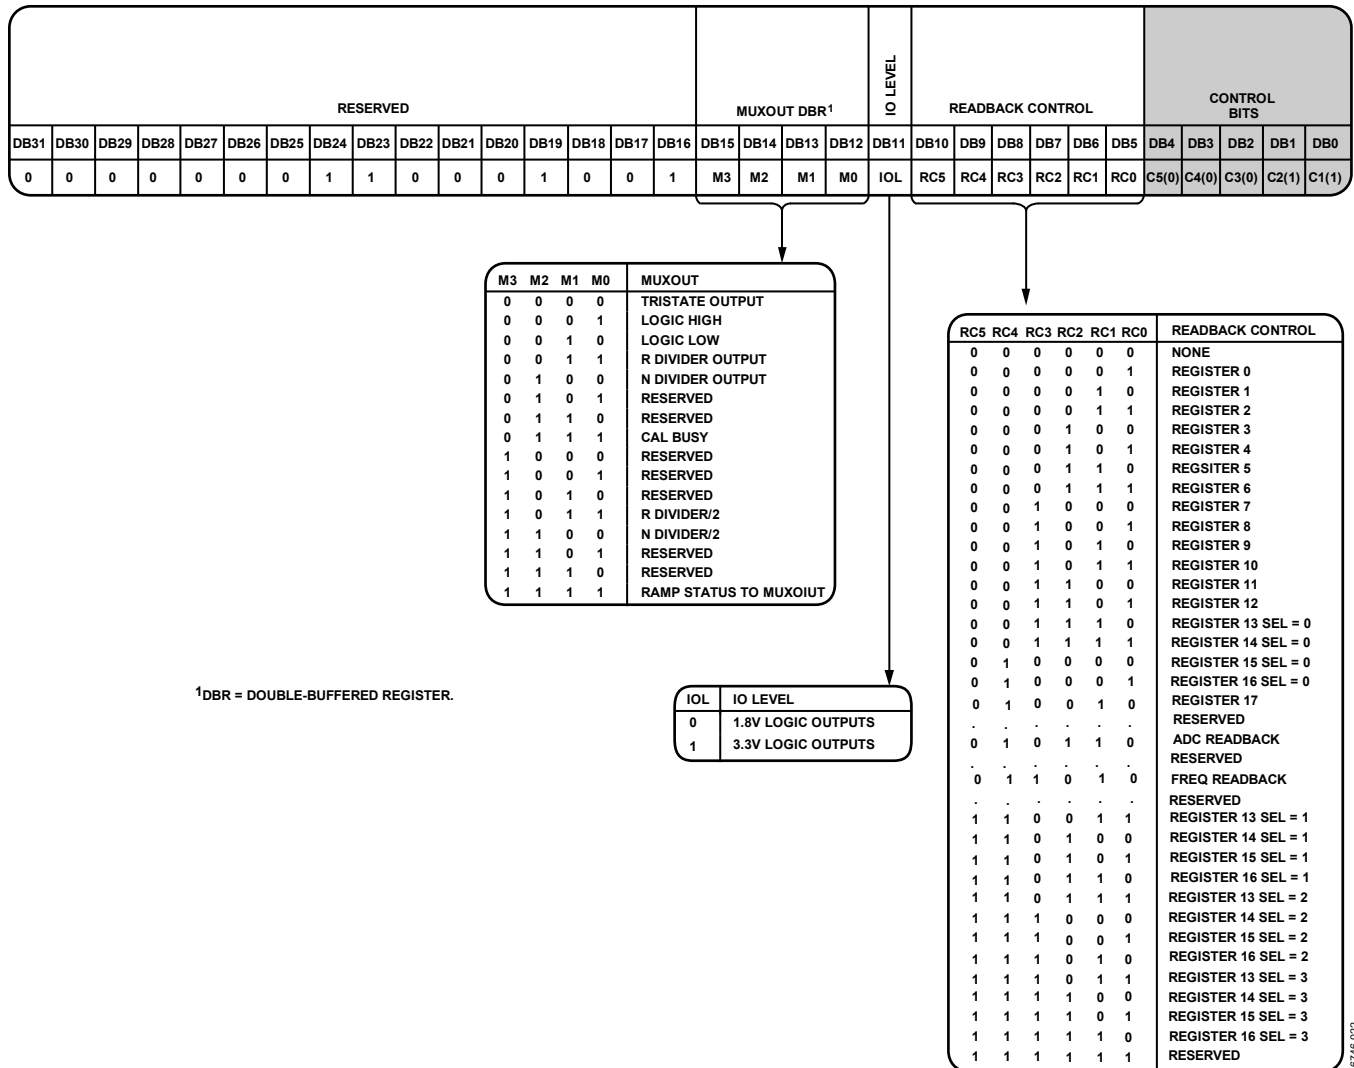 RESERVED
MUXOUT DBR1
IO LEVEL
READBACK CONTROL
CONTROL
BITS
DB31 DB30 DB29 DB28 DB27 DB26 DB25 DB24 DB23 DB22 DB21 DB20 DB19 DB18 DB17 DB16 DB15 DB14 DB13 DB12 DB11 DB10 DB9 DB8 DB7 DB6 DB5 DB4 DB3 DB2 DB1 DB0
0 0 0 0 0 0 0 1 1 0 0 0 1 0 0 1 M3 M2 M1 M0 IOL RC5 RC4 RC3 RC2 RC1 RC0 C5(0) C4(0) C3(0) C2(1) C1(1)
M3 M2 M1 M0 MUXOUT
0 0 0 0 TRISTATE OUTPUT
0 0 0 1 LOGIC HIGH
0 0 1 0 LOGIC LOW
0 0 1 1 R DIVIDER OUTPUT
0 1 0 0 N DIVIDER OUTPUT
0 1 0 1 RESERVED
0 1 1 0 RESERVED
0 1 1 1 CAL BUSY
1 0 0 0 RESERVED
1 0 0 1 RESERVED
1 0 1 0 RESERVED
1 0 1 1 R DIVIDER/2
1 1 0 0 N DIVIDER/2
1 1 0 1 RESERVED
1 1 1 0 RESERVED
1 1 1 1 RAMP STATUS TO MUXOIUT
1DBR = DOUBLE-BUFFERED REGISTER.
IOL IO LEVEL
0 1.8V LOGIC OUTPUTS
1 3.3V LOGIC OUTPUTS
RC5 RC4 RC3 RC2 RC1 RC0 READBACK CONTROL
0 0 0 0 0 0 NONE
0 0 0 0 0 1 REGISTER 0
0 0 0 0 1 0 REGISTER 1
0 0 0 0 1 1 REGISTER 2
0 0 0 1 0 0 REGISTER 3
0 0 0 1 0 1 REGISTER 4
0 0 0 1 1 0 REGSITER 5
0 0 0 1 1 1 REGISTER 6
0 0 1 0 0 0 REGISTER 7
0 0 1 0 0 1 REGISTER 8
0 0 1 0 1 0 REGISTER 9
0 0 1 0 1 1 REGISTER 10
0 0 1 1 0 0 REGISTER 11
0 0 1 1 0 1 REGISTER 12
0 0 1 1 1 0 REGISTER 13 SEL = 0
0 0 1 1 1 1 REGISTER 14 SEL = 0
0 1 0 0 0 0 REGISTER 15 SEL = 0
0 1 0 0 0 1 REGISTER 16 SEL = 0
0 1 0 0 1 0 REGISTER 17
. . . . . . RESERVED
0 1 0 1 1 0 ADC READBACK
. . . . . . RESERVED
0 1 1 0 1 0 FREQ READBACK
. . . . . . RESERVED
1 1 0 0 1 1 REGISTER 13 SEL = 1
1 1 0 1 0 0 REGISTER 14 SEL = 1
1 1 0 1 0 1 REGISTER 15 SEL = 1
1 1 0 1 1 0 REGISTER 16 SEL = 1
1 1 0 1 1 1 REGISTER 13 SEL = 2
1 1 1 0 0 0 REGISTER 14 SEL = 2
1 1 1 0 0 1 REGISTER 15 SEL = 2
1 1 1 0 1 0 REGISTER 16 SEL = 2
1 1 1 0 1 1 REGISTER 13 SEL = 3
1 1 1 1 0 0 REGISTER 14 SEL = 3
1 1 1 1 0 1 REGISTER 15 SEL = 3
1 1 1 1 1 0 REGISTER 16 SEL = 3
1 1 1 1 1 1 RESERVED